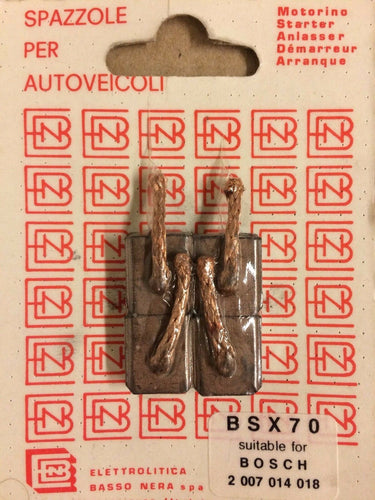 SPAZZOLE
PER
AUTOVEICOLI
Motorino
Starter
Anlasser
Démarreur
Arranque
BSX70
suitable for
BOSCH
2 007 014 018
ELETTROLITICA
BASSO NERA spa